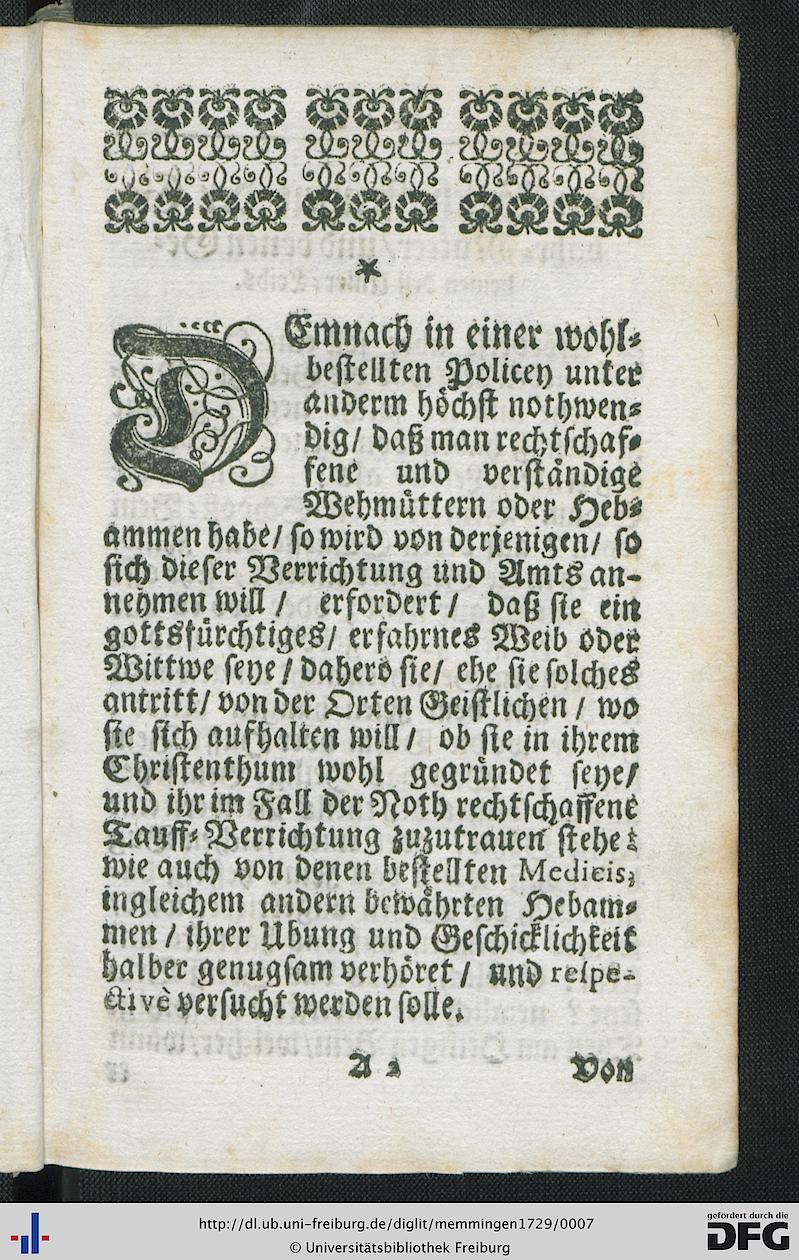 *
DEmnach in einer wohl⸗
bestellten Policey unter
anderm höchst nothwen⸗
dig/ daß man rechtschaf⸗
fene und verständige
Wehmüttern oder Heb⸗
ammen habe/ so wird von derjenigen/ so
sich dieser Verrichtung und Amts an-
nehmen will / erfordert / daß sie ein
gottsfürchtiges/ erfahrnes Weib oder
Wittwe seye / dahero sie/ ehe sie solches
antritt/ von der Orten Geistlichen / wo
sie sich aufhalten will / ob sie in ihrem
Christenthum wohl gegründet seye/
und ihr im Fall der Noth rechtschaffene
Tauff⸗Verrichtung zuzutrauen stehe:
wie auch von denen bestellten Medicis,
ingleichem andern bewährten Hebam⸗
men / ihrer Ubung und Geschicklichkeit
halber genugsam verhöret / und respe-
ctivè versucht werden solle.
A 2 Von
http://dl.ub.uni-freiburg.de/diglit/memmingen1729/0007
© Universitätsbibliothek Freiburg
gefördert durch die
DFG